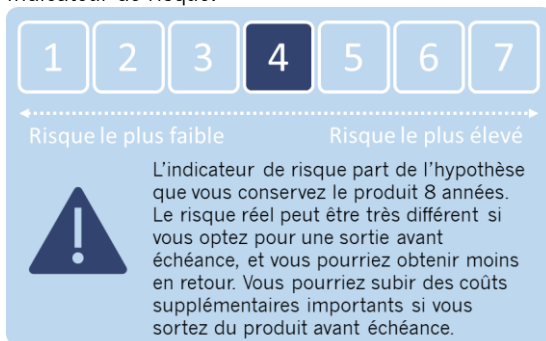 Indicateur de risque.
1 2 3 4 5 6 7
Risque le plus faible Risque le plus élevé
L'indicateur de risque part de l'hypothèse
que vous conservez le produit 8 années.
Le risque réel peut être très différent si
vous optez pour une sortie avant
échéance, et vous pourriez obtenir moins
en retour. Vous pourriez subir des coûts
supplémentaires importants si vous
sortez du produit avant échéance.